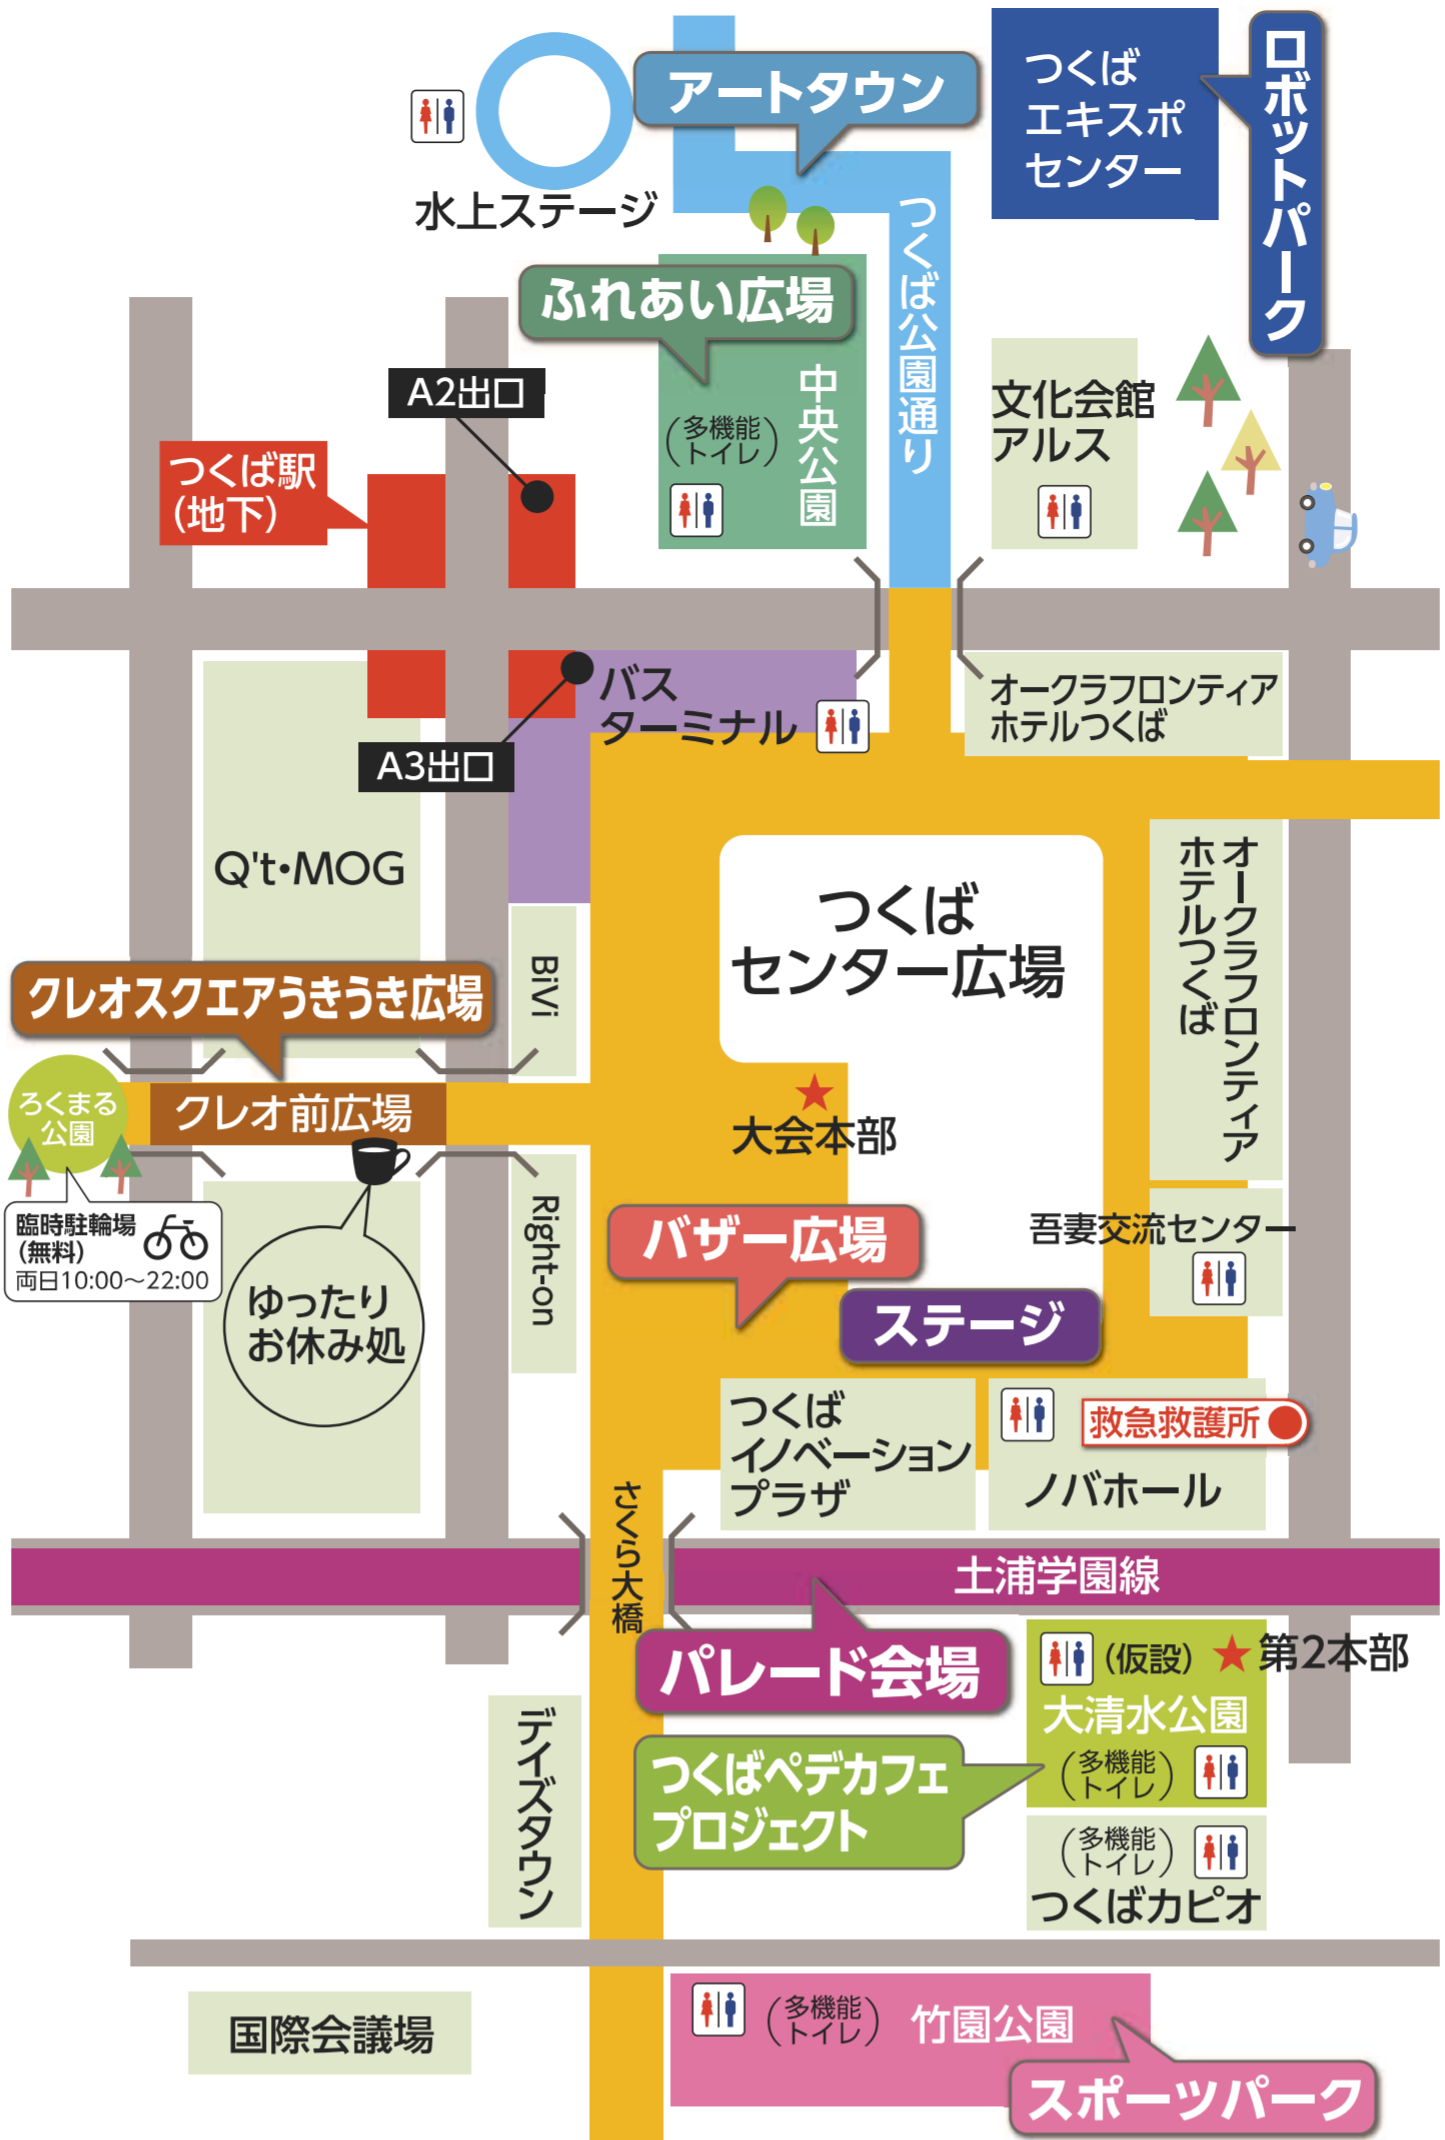 アートタウン
つくば
エキスポ
センター
ロボットパーク
水上ステージ
つくば公園通り
ふれあい広場
中央公園
(多機能
トイレ)
A2出口
つくば駅
(地下)
文化会館
アルス
バス
ターミナル
オークラフロンティア
ホテルつくば
A3出口
Q't・MOG
つくば
センター広場
オークラフロンティア
ホテルつくば
BiVi
クレオスクエアうきうき広場
ろくまる
公園
クレオ前広場
大会本部
臨時駐輪場
(無料)
両日10:00〜22:00
Right-on
バザー広場
吾妻交流センター
ゆったり
お休み処
ステージ
つくば
イノベーション
プラザ
救急救護所
ノバホール
さくら大橋
土浦学園線
パレード会場
(仮設)
第2本部
大清水公園
(多機能
トイレ)
つくばペデカフェ
プロジェクト
デイズタウン
(多機能
トイレ)
つくばカピオ
国際会議場
(多機能
トイレ)
竹園公園
スポーツパーク